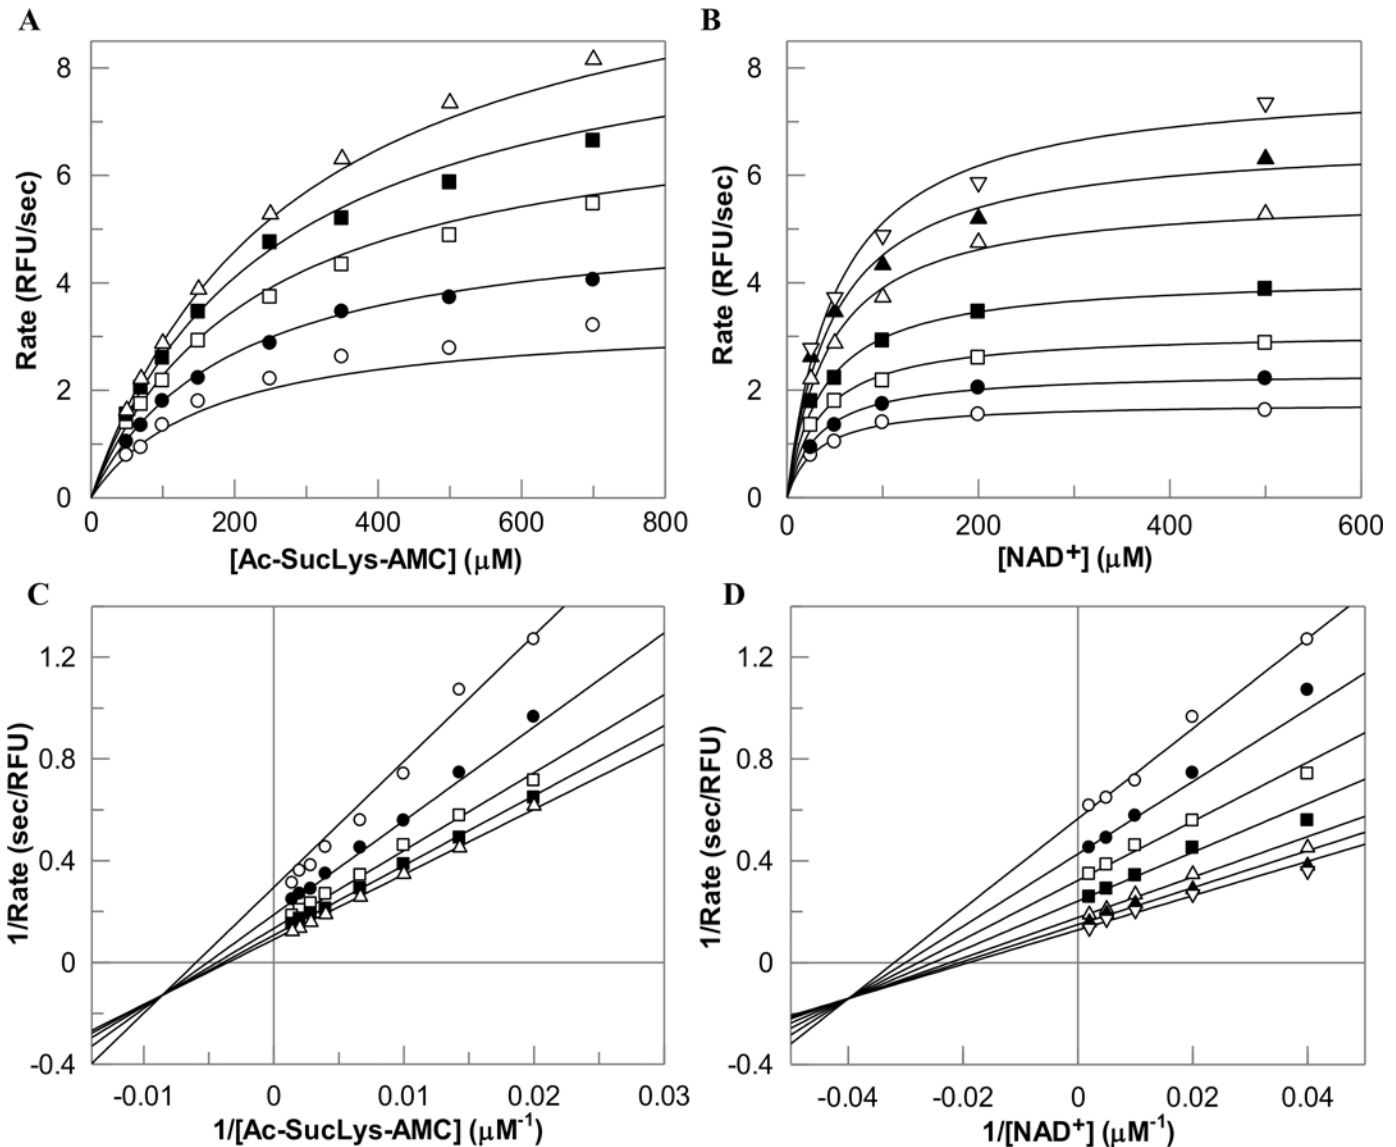 A
B
8
6
4
2
0
Rate (RFU/sec)
0 200 400 600 800
[Ac-SucLys-AMC] (μM)
8
6
4
2
0
Rate (RFU/sec)
0 200 400 600
[NAD+] (μM)
C
D
1.2
0.8
0.4
0
-0.4
1/Rate (sec/RFU)
-0.01 0 0.01 0.02 0.03
1/[Ac-SucLys-AMC] (μM-1)
1.2
0.8
0.4
0
-0.4
1/Rate (sec/RFU)
-0.04 -0.02 0 0.02 0.04
1/[NAD+] (μM-1)